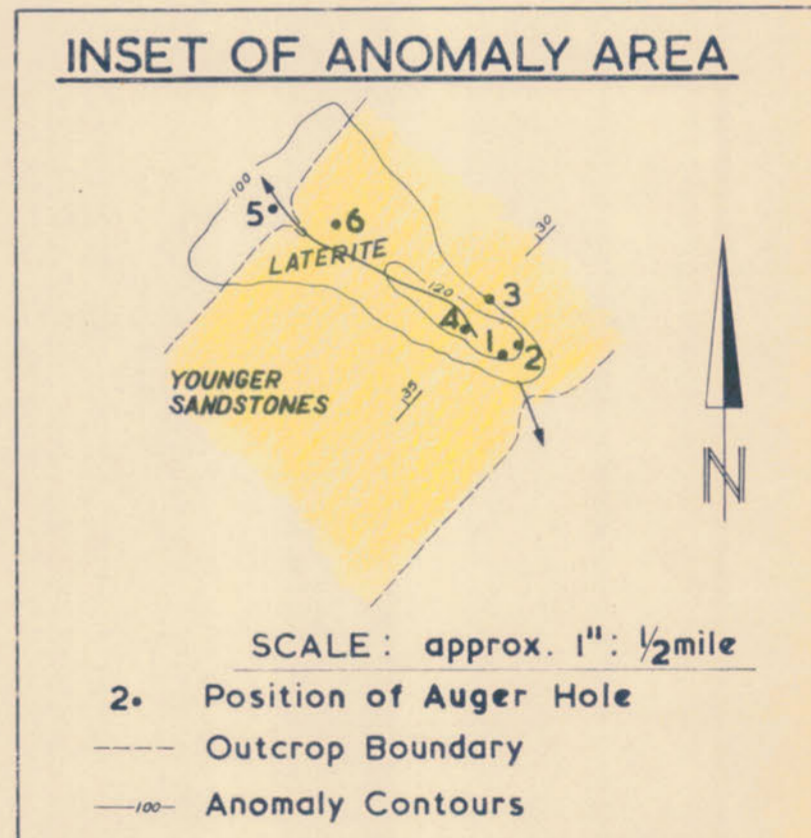 INSET OF ANOMALY AREA
100
5
6
30
LATERITE
120
3
4
1
2
YOUNGER
SANDSTONES
35
N
SCALE : approx. 1": ½mile
2. Position of Auger Hole
Outcrop Boundary
100 Anomaly Contours